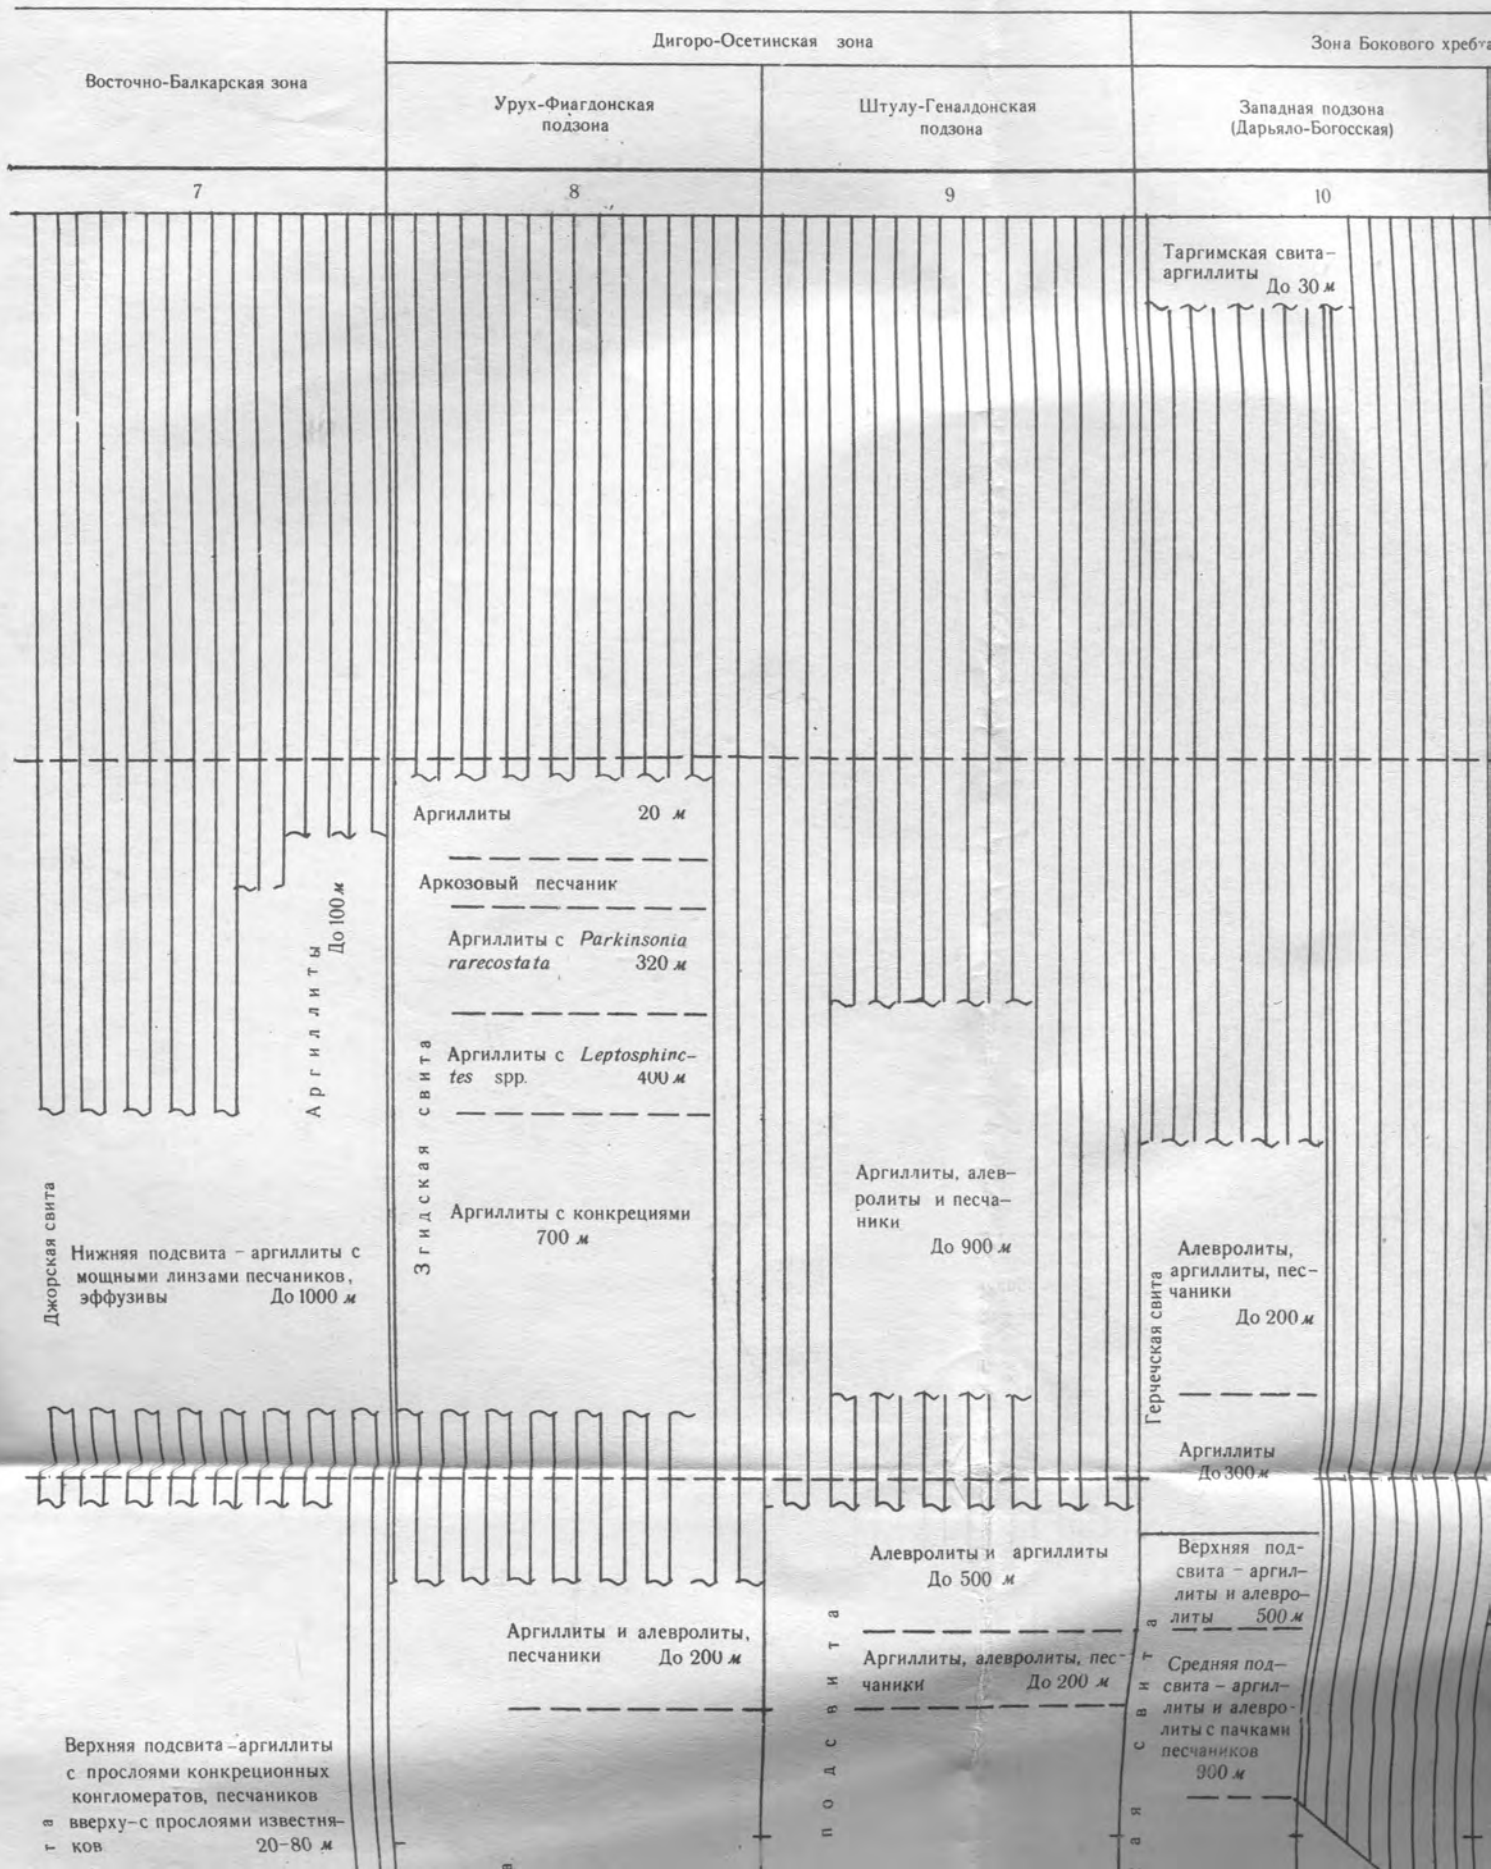 Восточно-Балкарская зона
Дигоро-Осетинская зона
Зона Бокового хребта
Урух-Фиагдонская
подзона
Штулу-Геналдонская
подзона
Западная подзона
(Дарьяло-Богосская)
7
8
9
10
Аргиллиты
До 100 м
Джорская свита
Нижняя подсвита – аргиллиты с
мощными линзами песчаников,
эффузивы До 1000 м
Верхняя подсвита – аргиллиты
с прослоями конкреционных
конгломератов, песчаников
вверху – с прослоями известня-
ков 20–80 м
та
Згидская свита
Аргиллиты 20 м
Аркозовый песчаник
Аргиллиты с Parkinsonia
rarecostata 320 м
Аргиллиты с Leptosphinc-
tes spp. 400 м
Аргиллиты с конкрециями
700 м
Аргиллиты и алевролиты,
песчаники До 200 м
а
Аргиллиты, алев-
ролиты и песча-
ники
До 900 м
подсвита
Алевролиты и аргиллиты
До 500 м
Аргиллиты, алевролиты, пес-
чаники До 200 м
Таргимская свита –
аргиллиты
До 30 м
Герчечская свита
Алевролиты,
аргиллиты, пес-
чаники
До 200 м
Аргиллиты
До 300 м
ая свита
Верхняя под-
свита – аргил-
литы и алевро-
литы 500 м
Средняя под-
свита – аргил-
литы и алевро-
литы с пачками
песчаников
900 м